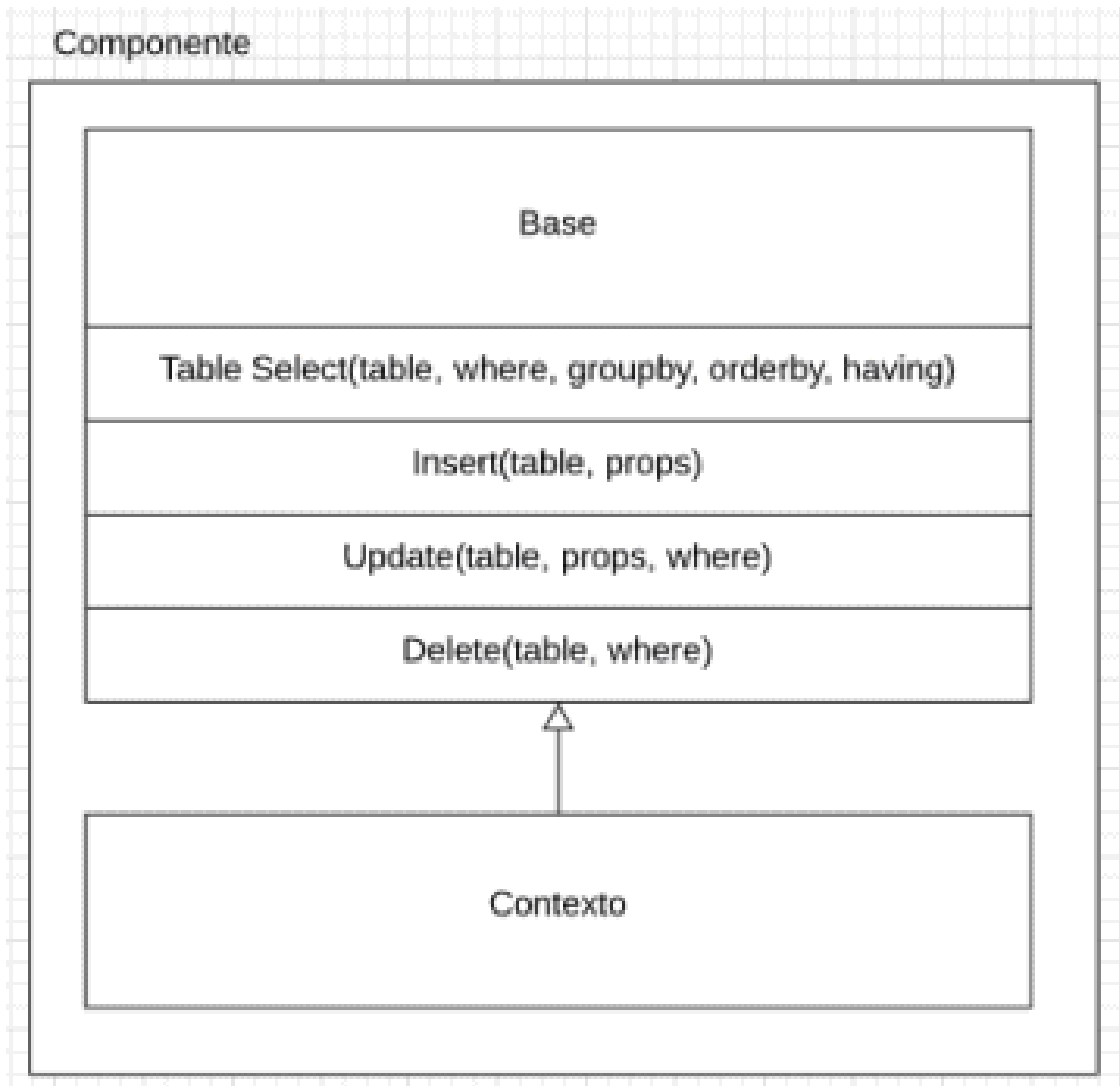 Componente
Base
Table Select(table, where, groupby, orderby, having)
Insert(table, props)
Update(table, props, where)
Delete(table, where)
Contexto